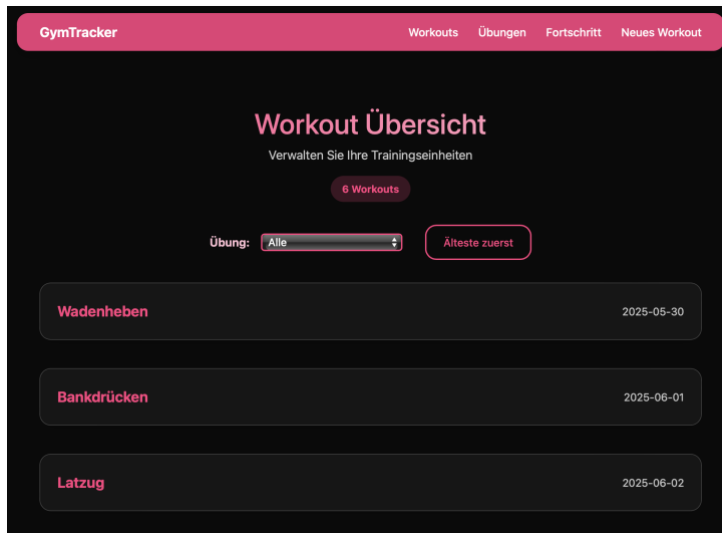 GymTracker Workouts Übungen Fortschritt Neues Workout
Workout Übersicht
Verwalten Sie Ihre Trainingseinheiten
6 Workouts
Übung: Alle Älteste zuerst
Wadenheben 2025-05-30
Bankdrücken 2025-06-01
Latzug 2025-06-02